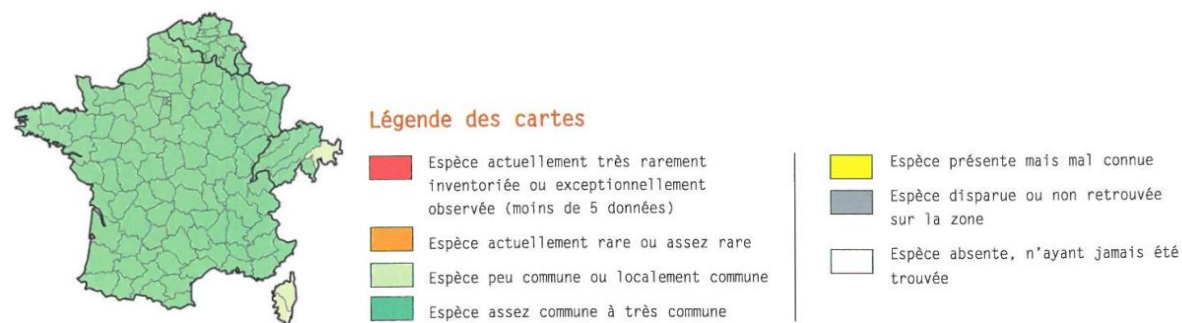 Légende des cartes
Espèce actuellement très rarement
inventoriée ou exceptionnellement
observée (moins de 5 données)
Espèce actuellement rare ou assez rare
Espèce peu commune ou localement commune
Espèce assez commune à très commune
Espèce présente mais mal connue
Espèce disparue ou non retrouvée
sur la zone
Espèce absente, n'ayant jamais été
trouvée